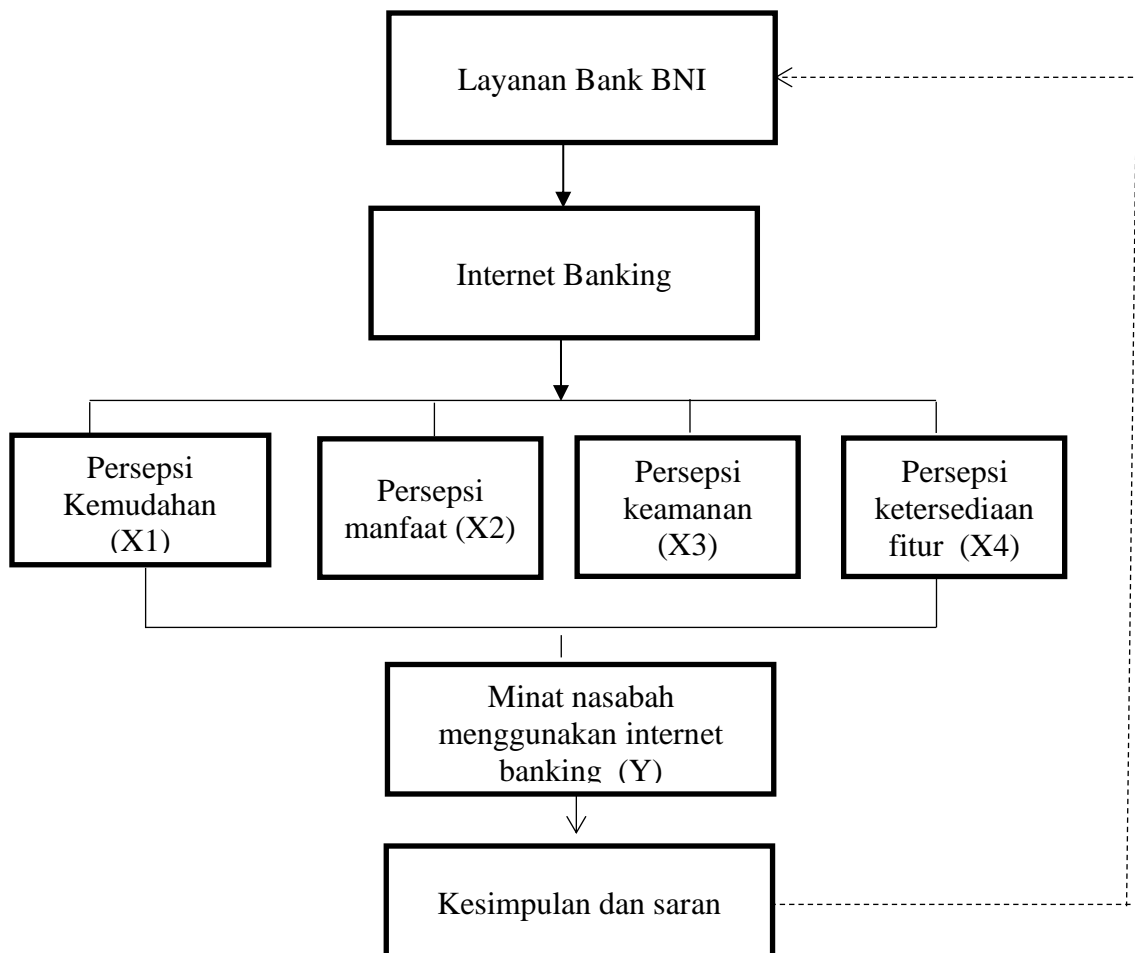 Layanan Bank BNI
Internet Banking
Persepsi
Kemudahan
(X1)
Persepsi
manfaat (X2)
Persepsi
keamanan
(X3)
Persepsi
ketersediaan
fitur (X4)
Minat nasabah
menggunakan internet
banking (Y)
Kesimpulan dan saran